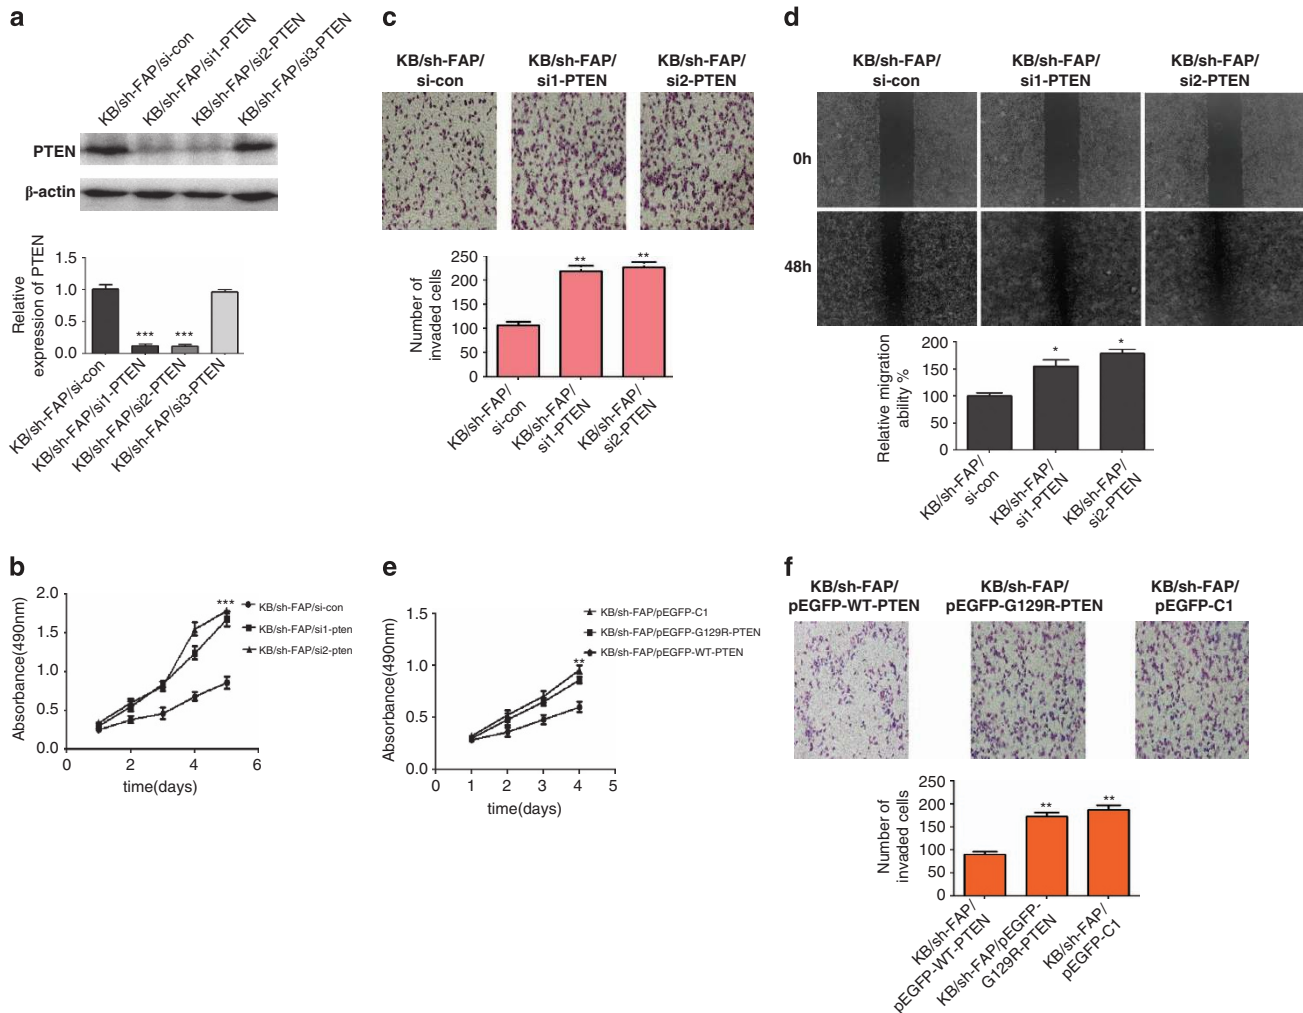 a
KB/sh-FAP/si-con
KB/sh-FAP/si1-PTEN
KB/sh-FAP/si2-PTEN
KB/sh-FAP/si3-PTEN
PTEN
β-actin
Relative
expression of PTEN
1.5
1.0
0.5
0.0
***
***
KB/sh-FAP/si-con
KB/sh-FAP/si1-PTEN
KB/sh-FAP/si2-PTEN
KB/sh-FAP/si3-PTEN
c
KB/sh-FAP/
si-con
KB/sh-FAP/
si1-PTEN
KB/sh-FAP/
si2-PTEN
Number of
invaded cells
250
200
150
100
50
0
**
**
KB/sh-FAP/
si-con
KB/sh-FAP/
si1-PTEN
KB/sh-FAP/
si2-PTEN
d
KB/sh-FAP/
si-con
KB/sh-FAP/
si1-PTEN
KB/sh-FAP/
si2-PTEN
0h
48h
Relative migration
ability %
200
150
100
50
0
*
*
KB/sh-FAP/
si-con
KB/sh-FAP/
si1-PTEN
KB/sh-FAP/
si2-PTEN
b
Absorbance(490nm)
2.0
1.5
1.0
0.5
0.0
0 2 4 6
time(days)
***
KB/sh-FAP/si-con
KB/sh-FAP/si1-pten
KB/sh-FAP/si2-pten
e
Absorbance(490nm)
1.5
1.0
0.5
0.0
0 1 2 3 4 5
time(days)
**
KB/sh-FAP/pEGFP-C1
KB/sh-FAP/pEGFP-G129R-PTEN
KB/sh-FAP/pEGFP-WT-PTEN
f
KB/sh-FAP/
pEGFP-WT-PTEN
KB/sh-FAP/
pEGFP-G129R-PTEN
KB/sh-FAP/
pEGFP-C1
Number of
invaded cells
250
200
150
100
50
0
**
**
KB/sh-FAP/
pEGFP-WT-PTEN
KB/sh-FAP/pEGFP-
G129R-PTEN
KB/sh-FAP/
pEGFP-C1